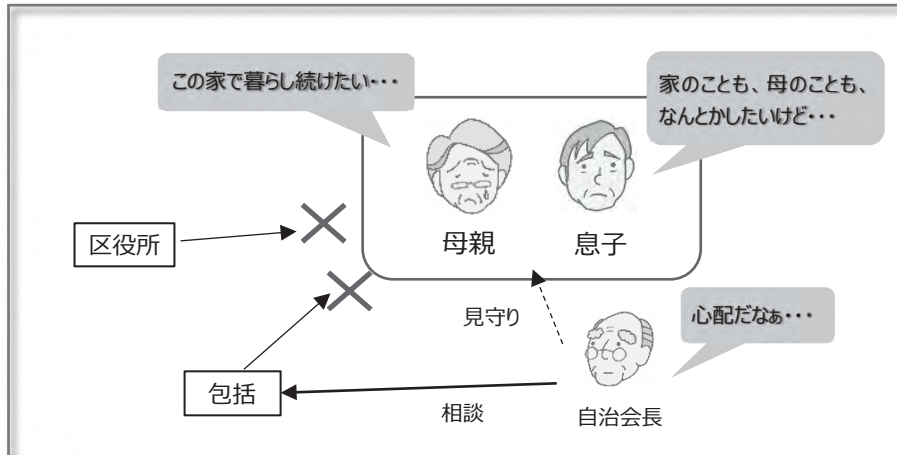 この家で暮らし続けたい・・・
家のことも、母のことも、
なんとかしたいけど・・・
母親
息子
区役所
見守り
心配だなぁ・・・
包括
相談
自治会長